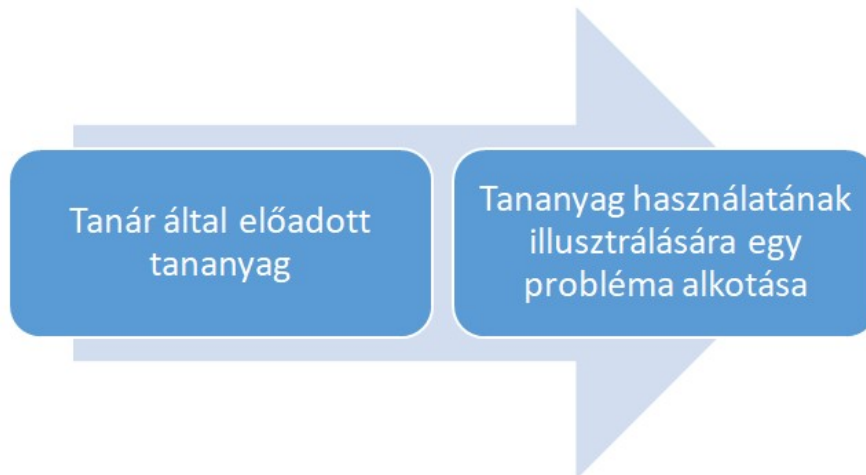 Tanár által előadott
tananyag
Tananyag használatának
illusztrálására egy
probléma alkotása